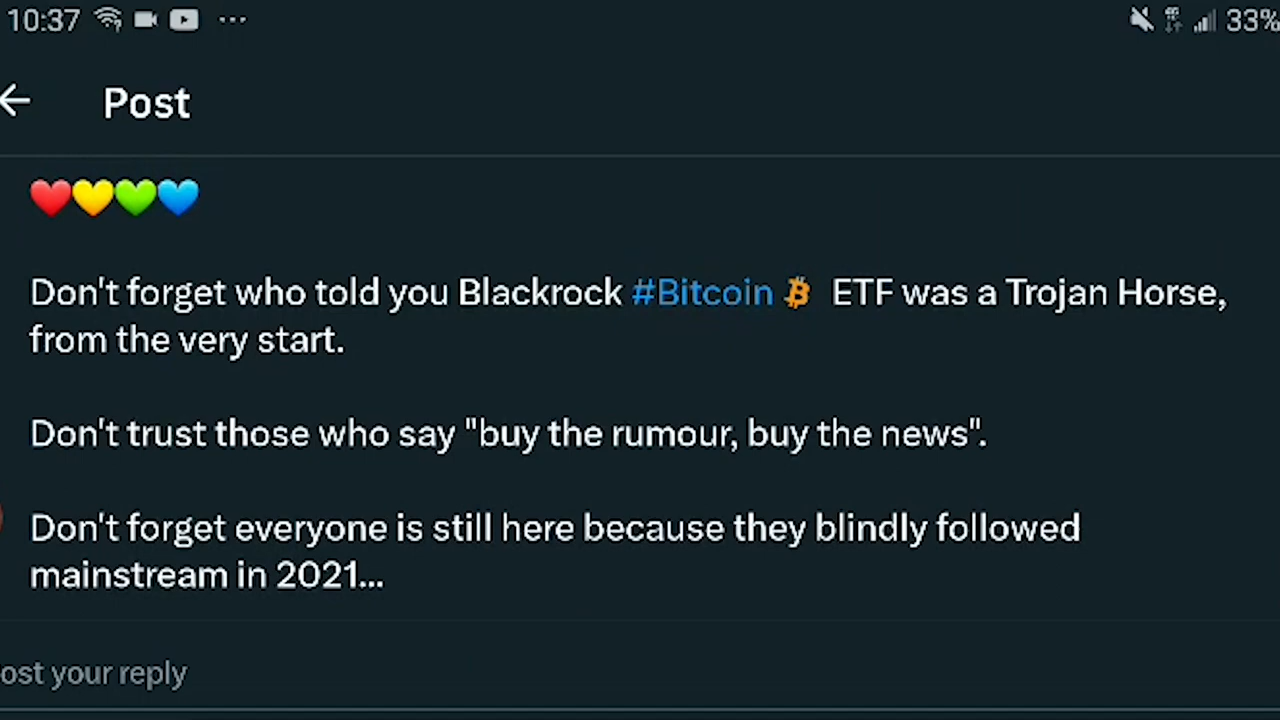 10:37 33%
Post
❤️💛💚💙
Don't forget who told you Blackrock #Bitcoin ETF was a Trojan Horse,
from the very start.
Don't trust those who say "buy the rumour, buy the news".
Don't forget everyone is still here because they blindly followed
mainstream in 2021...
ost your reply